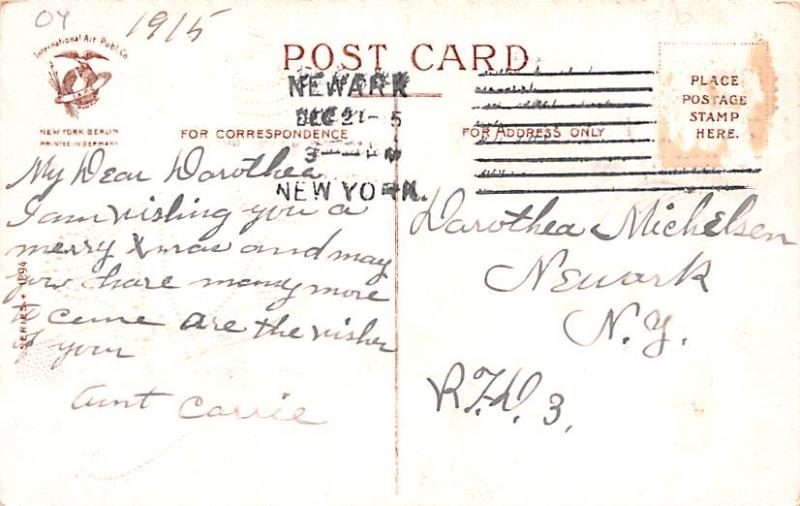 04 1915
International Art Publ. Co.
NEW YORK BERLIN
PRINTED IN GERMANY
POST CARD
NEWARK
DEC 21 5
3
NEW YORK.
FOR CORRESPONDENCE
FOR ADDRESS ONLY
PLACE
POSTAGE
STAMP
HERE.
My Dear Dorothea
I am wishing you a
merry Xmas and may
you have many more
to come are the wishes
of your
aunt Carrie
SERIES 1894
Dorothea Michelsen
Newark
N.Y.
R.F.D. 3.